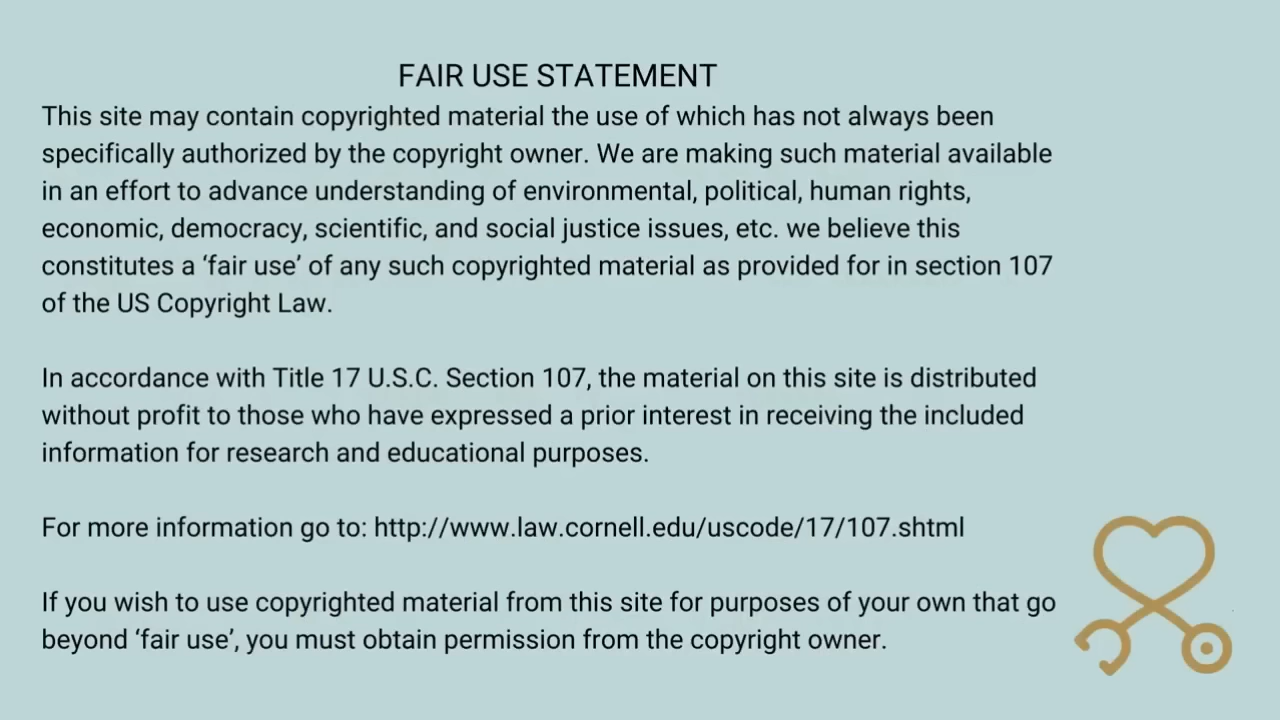 FAIR USE STATEMENT
This site may contain copyrighted material the use of which has not always been
specifically authorized by the copyright owner. We are making such material available
in an effort to advance understanding of environmental, political, human rights,
economic, democracy, scientific, and social justice issues, etc. we believe this
constitutes a ‘fair use’ of any such copyrighted material as provided for in section 107
of the US Copyright Law.
In accordance with Title 17 U.S.C. Section 107, the material on this site is distributed
without profit to those who have expressed a prior interest in receiving the included
information for research and educational purposes.
For more information go to: http://www.law.cornell.edu/uscode/17/107.shtml
If you wish to use copyrighted material from this site for purposes of your own that go
beyond ‘fair use’, you must obtain permission from the copyright owner.